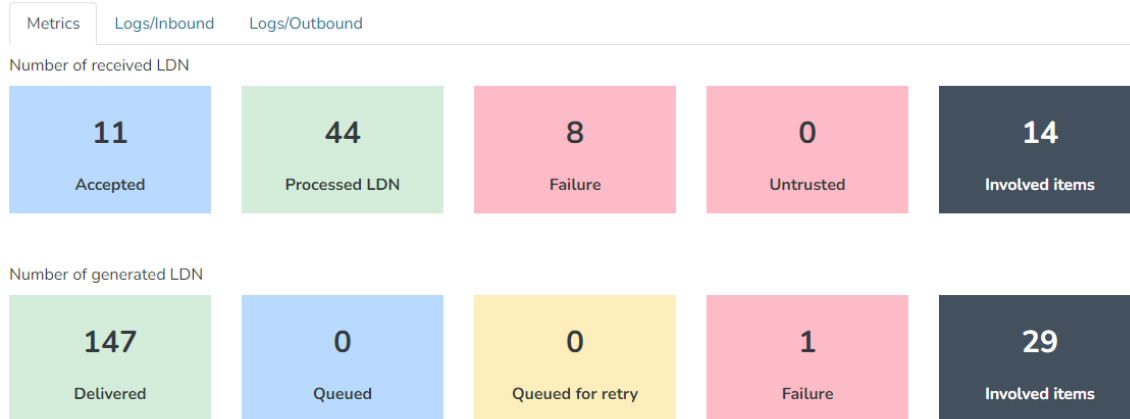 Metrics Logs/Inbound Logs/Outbound
Number of received LDN
11 44 8 0 14
Accepted Processed LDN Failure Untrusted Involved items
Number of generated LDN
147 0 0 1 29
Delivered Queued Queued for retry Failure Involved items